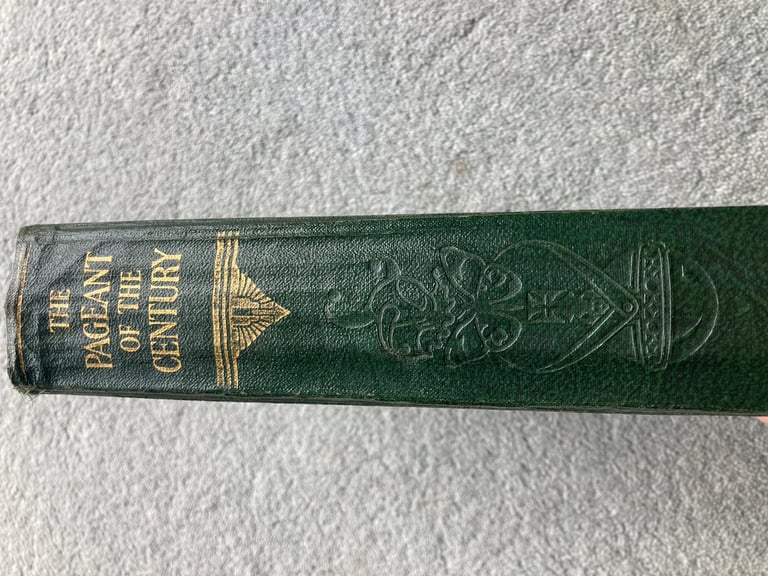 THE
PAGEANT
OF THE
CENTURY